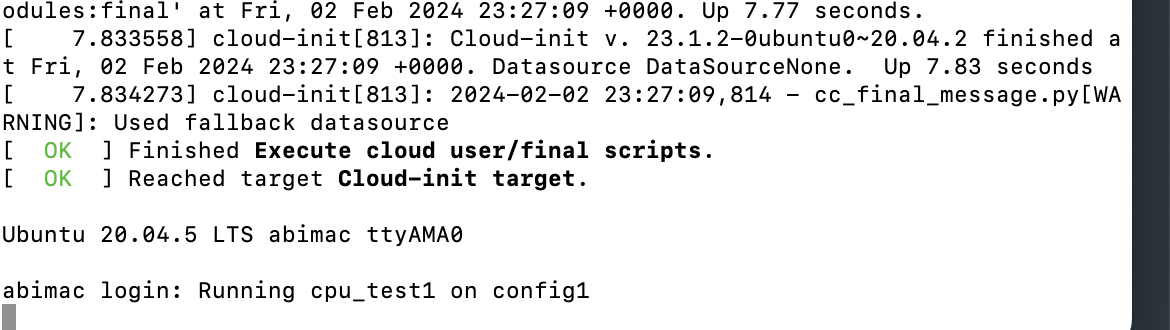 odules:final' at Fri, 02 Feb 2024 23:27:09 +0000. Up 7.77 seconds.
[    7.833558] cloud-init[813]: Cloud-init v. 23.1.2-0ubuntu0~20.04.2 finished a
t Fri, 02 Feb 2024 23:27:09 +0000. Datasource DataSourceNone.  Up 7.83 seconds
[    7.834273] cloud-init[813]: 2024-02-02 23:27:09,814 - cc_final_message.py[WA
RNING]: Used fallback datasource
[  OK  ] Finished Execute cloud user/final scripts.
[  OK  ] Reached target Cloud-init target.
Ubuntu 20.04.5 LTS abimac ttyAMA0
abimac login: Running cpu_test1 on config1